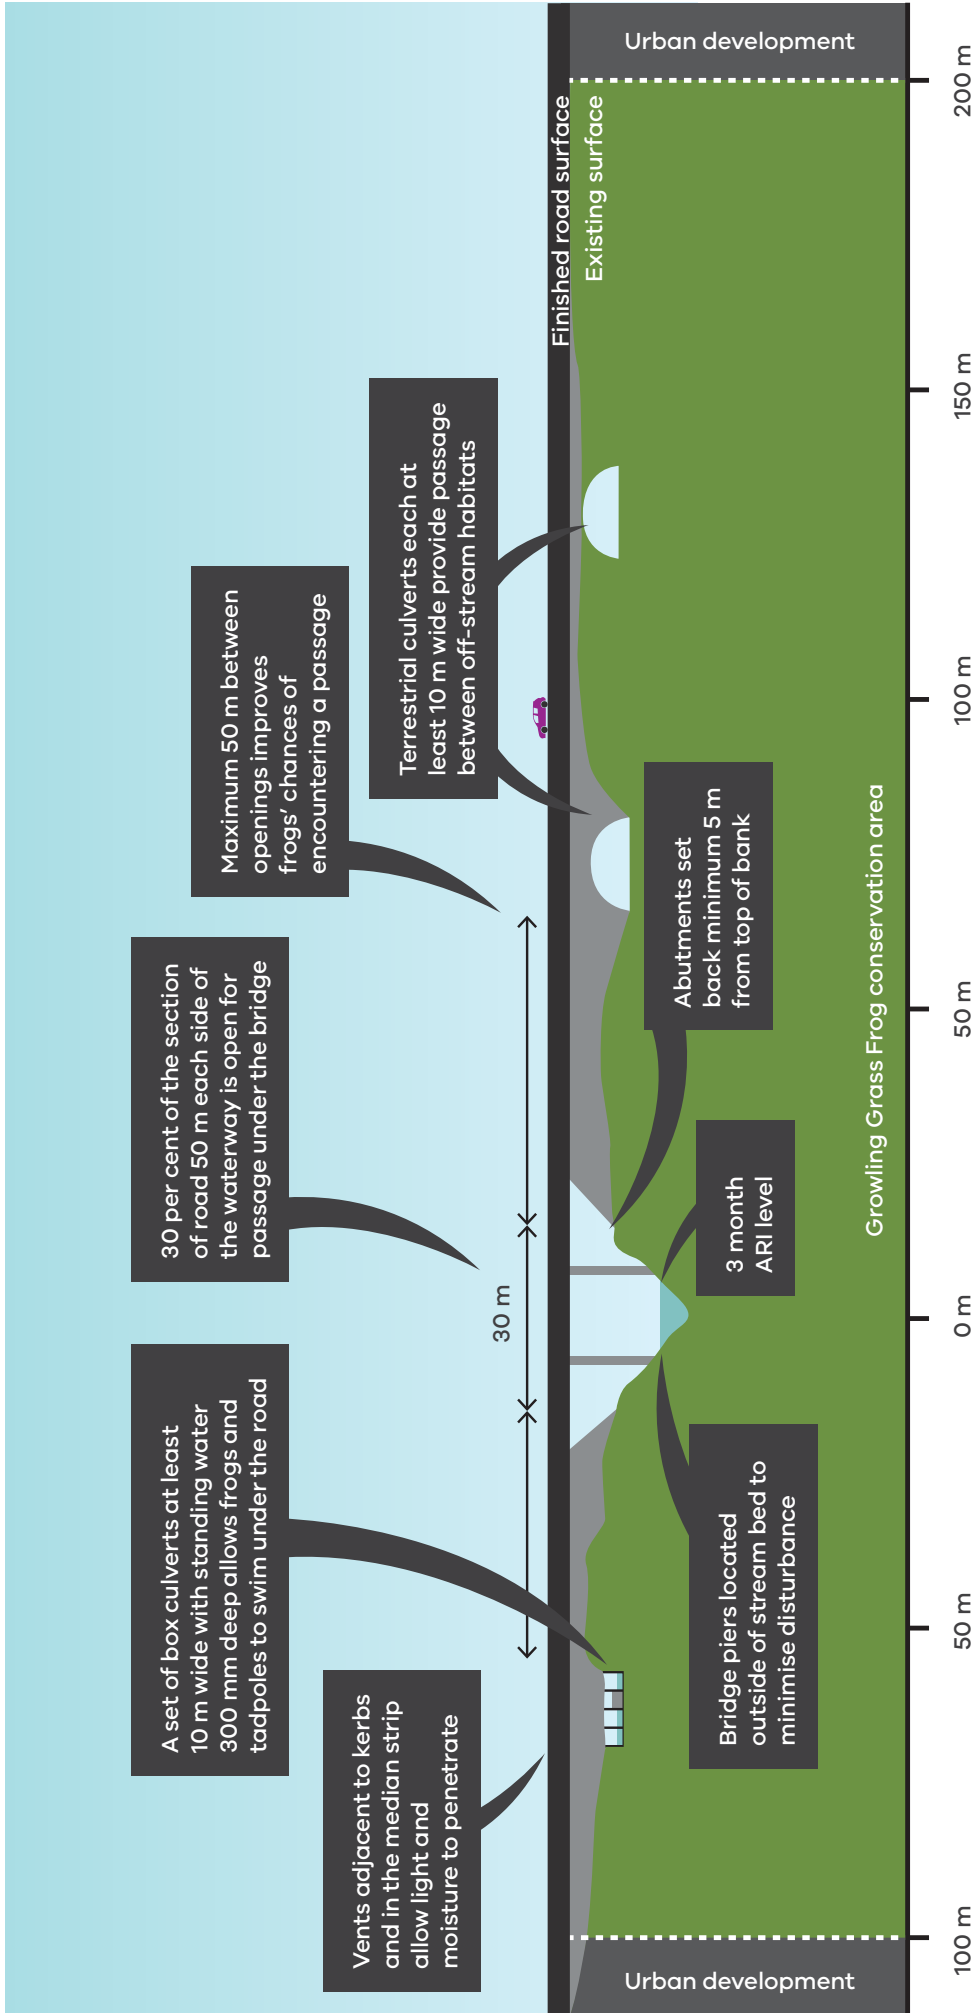 Vents adjacent to kerbs
and in the median strip
allow light and
moisture to penetrate
A set of box culverts at least
10 m wide with standing water
300 mm deep allows frogs and
tadpoles to swim under the road
30 per cent of the section
of road 50 m each side of
the waterway is open for
passage under the bridge
Maximum 50 m between
openings improves
frogs' chances of
encountering a passage
Terrestrial culverts each at
least 10 m wide provide passage
between off-stream habitats
30 m
Finished road surface
Existing surface
Bridge piers located
outside of stream bed to
minimise disturbance
3 month
ARI level
Abutments set
back minimum 5 m
from top of bank
Urban development
Growling Grass Frog conservation area
Urban development
100 m
50 m
0 m
50 m
100 m
150 m
200 m